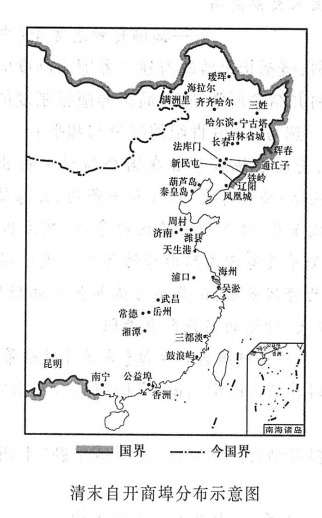 瑷珲
海拉尔
满洲里
齐齐哈尔
三姓
哈尔滨
宁古塔
吉林省城
长春
珲春
法库门
通江子
新民屯
铁岭
葫芦岛
辽阳
秦皇岛
凤凰城
周村
济南
潍县
天生港
海州
浦口
吴淞
武昌
常德
岳州
湘潭
三都澳
鼓浪屿
昆明
南宁
公益埠
香洲
南海诸岛
国界
今国界
清末自开商埠分布示意图